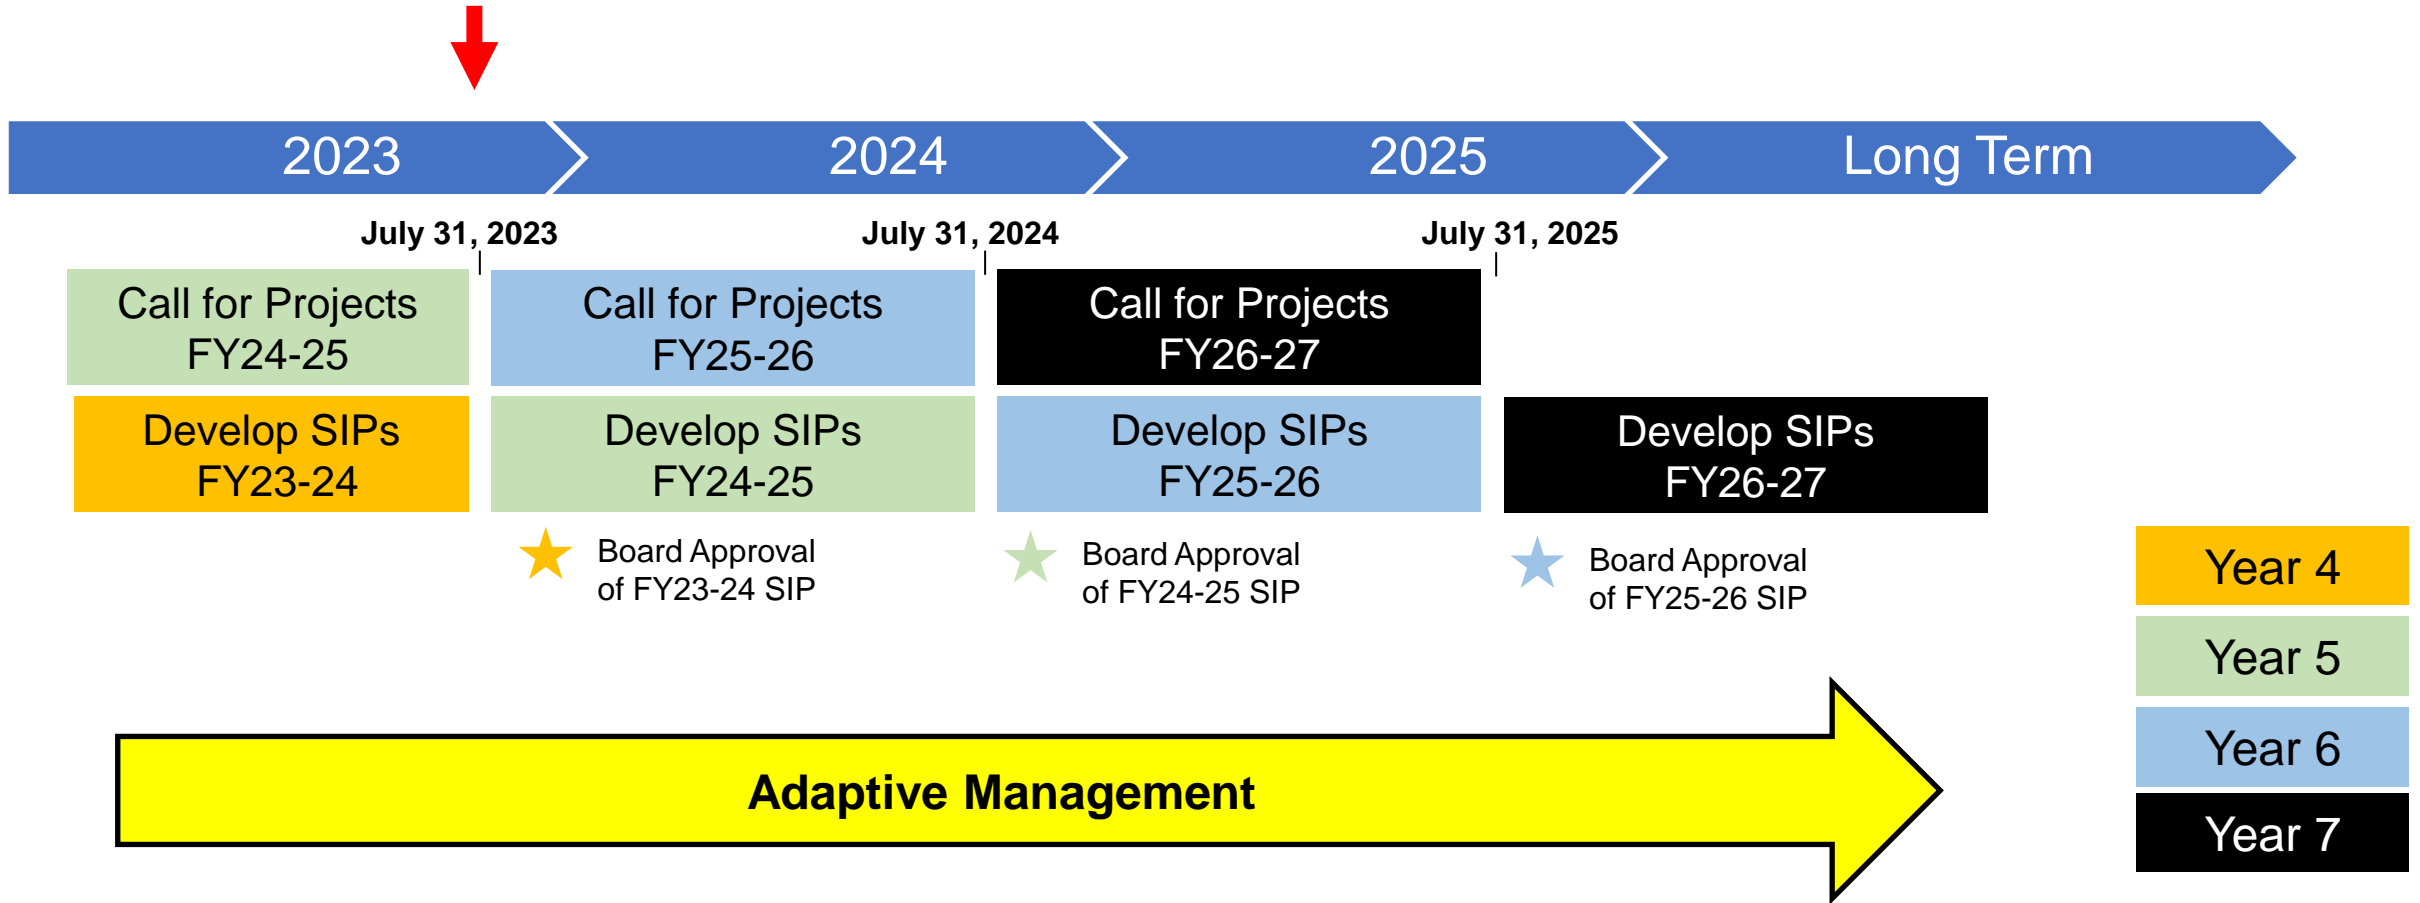 2023
2024
2025
Long Term
July 31, 2023
July 31, 2024
July 31, 2025
Call for Projects
FY24-25
Call for Projects
FY25-26
Call for Projects
FY26-27
Develop SIPs
FY23-24
Develop SIPs
FY24-25
Develop SIPs
FY25-26
Develop SIPs
FY26-27
Board Approval
of FY23-24 SIP
Board Approval
of FY24-25 SIP
Board Approval
of FY25-26 SIP
Year 4
Year 5
Year 6
Year 7
Adaptive Management